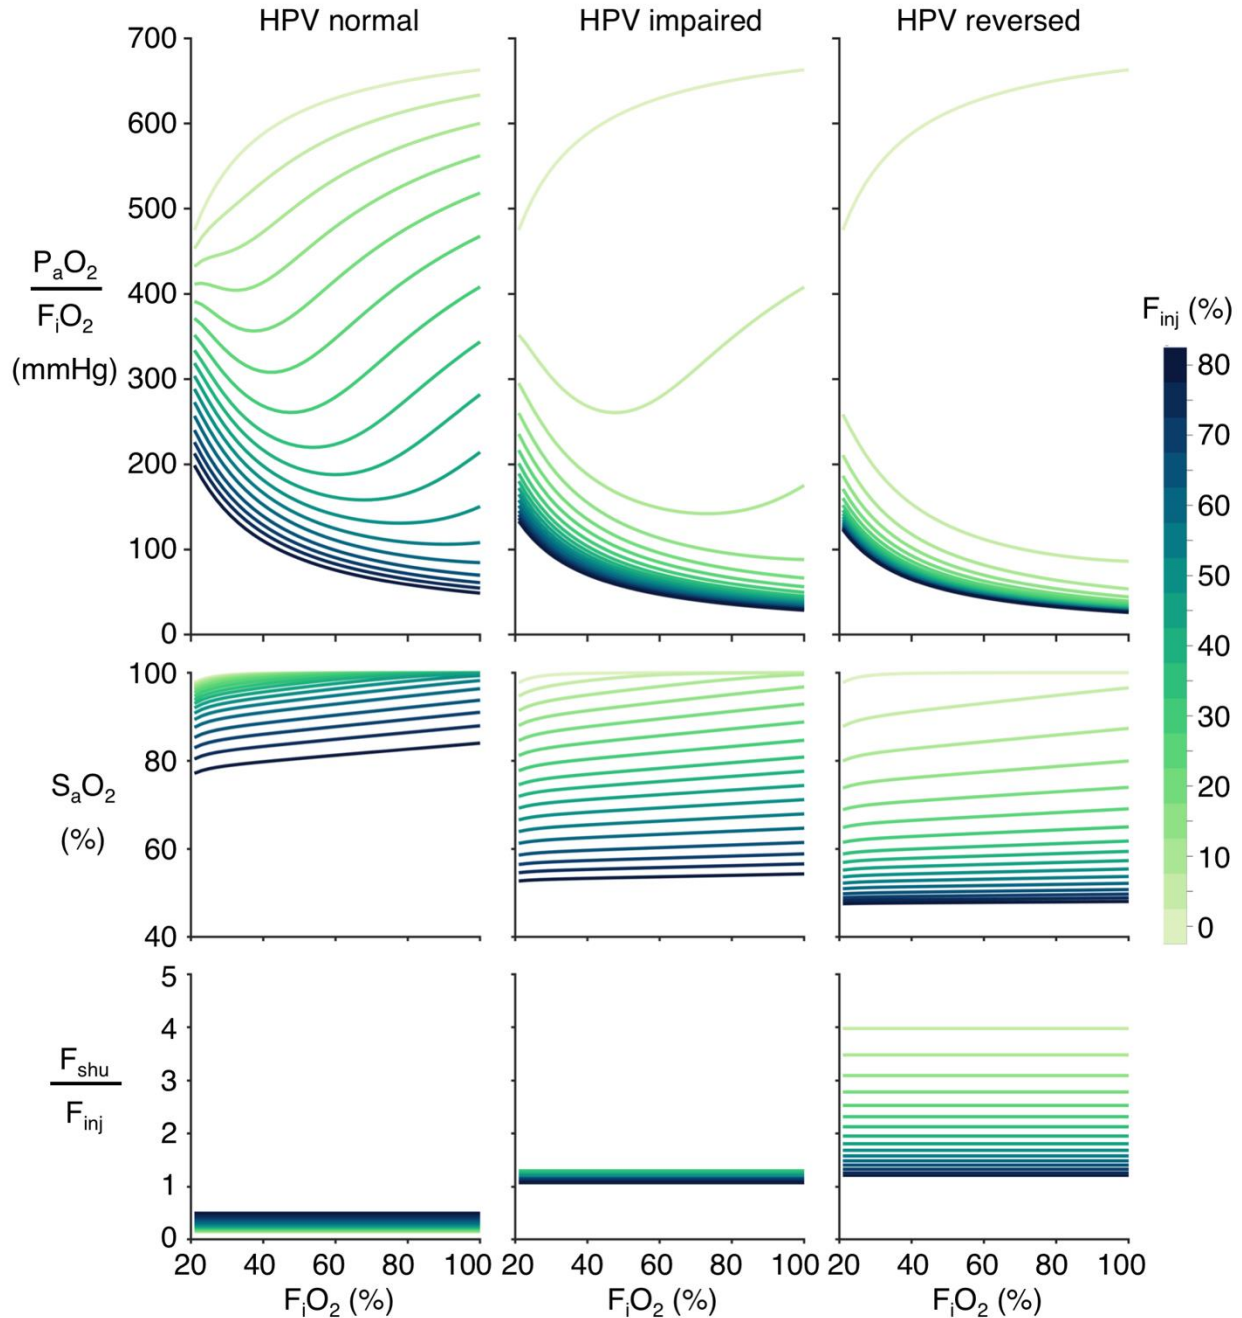 HPV normal HPV impaired HPV reversed
700
600
500
400
300
200
100
0
PaO2
FiO2
(mmHg)
Finj (%)
80
70
60
50
40
30
20
10
0
100
80
60
40
SaO2
(%)
5
4
3
2
1
0
Fshu
Finj
20 40 60 80 100 20 40 60 80 100 20 40 60 80 100
FiO2 (%) FiO2 (%) FiO2 (%)